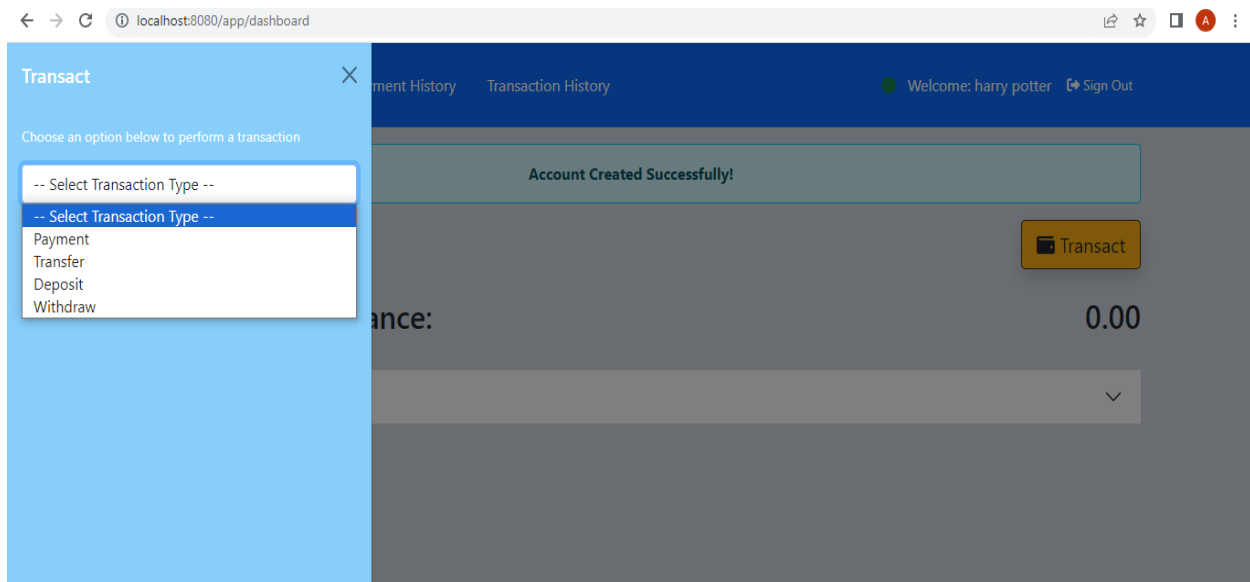 localhost:8080/app/dashboard
A
Transact
Choose an option below to perform a transaction
-- Select Transaction Type --
-- Select Transaction Type --
Payment
Transfer
Deposit
Withdraw
ment History Transaction History Welcome: harry potter Sign Out
Account Created Successfully!
Transact
ance: 0.00